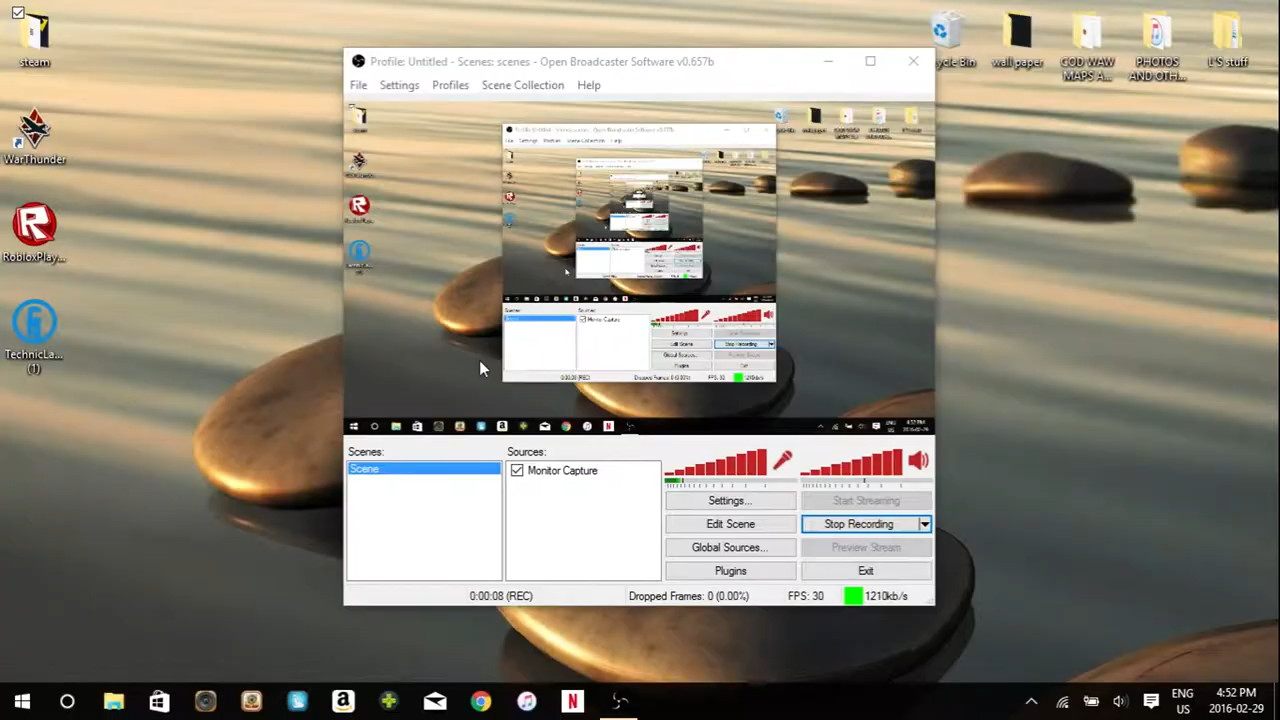 steam
WarThunder
RobloxPlay...
TechnicLa...
(1)
ycle Bin
wall paper
COD WAW
MAPS A...
PHOTOS
AND OTH...
L'S stuff
Profile: Untitled - Scenes: scenes - Open Broadcaster Software v0.657b
File Settings Profiles Scene Collection Help
Scenes:
Scene
Sources:
Monitor Capture
Settings...
Start Streaming
Edit Scene
Stop Recording
Global Sources...
Preview Stream
Plugins
Exit
0:00:08 (REC)
Dropped Frames: 0 (0.00%)
FPS: 30
1210kb/s
ENG
US
4:52 PM
2016-02-29